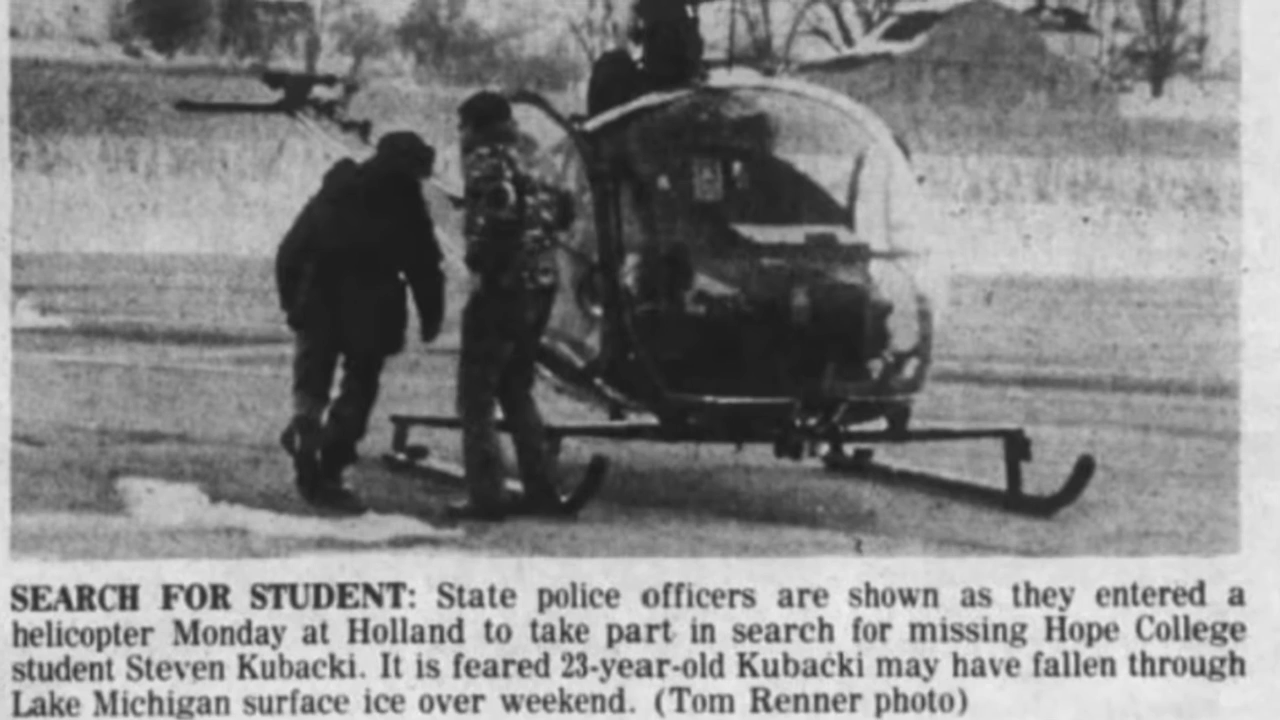 SEARCH FOR STUDENT: State police officers are shown as they entered a
helicopter Monday at Holland to take part in search for missing Hope College
student Steven Kubacki. It is feared 23-year-old Kubacki may have fallen through
Lake Michigan surface ice over weekend. (Tom Renner photo)